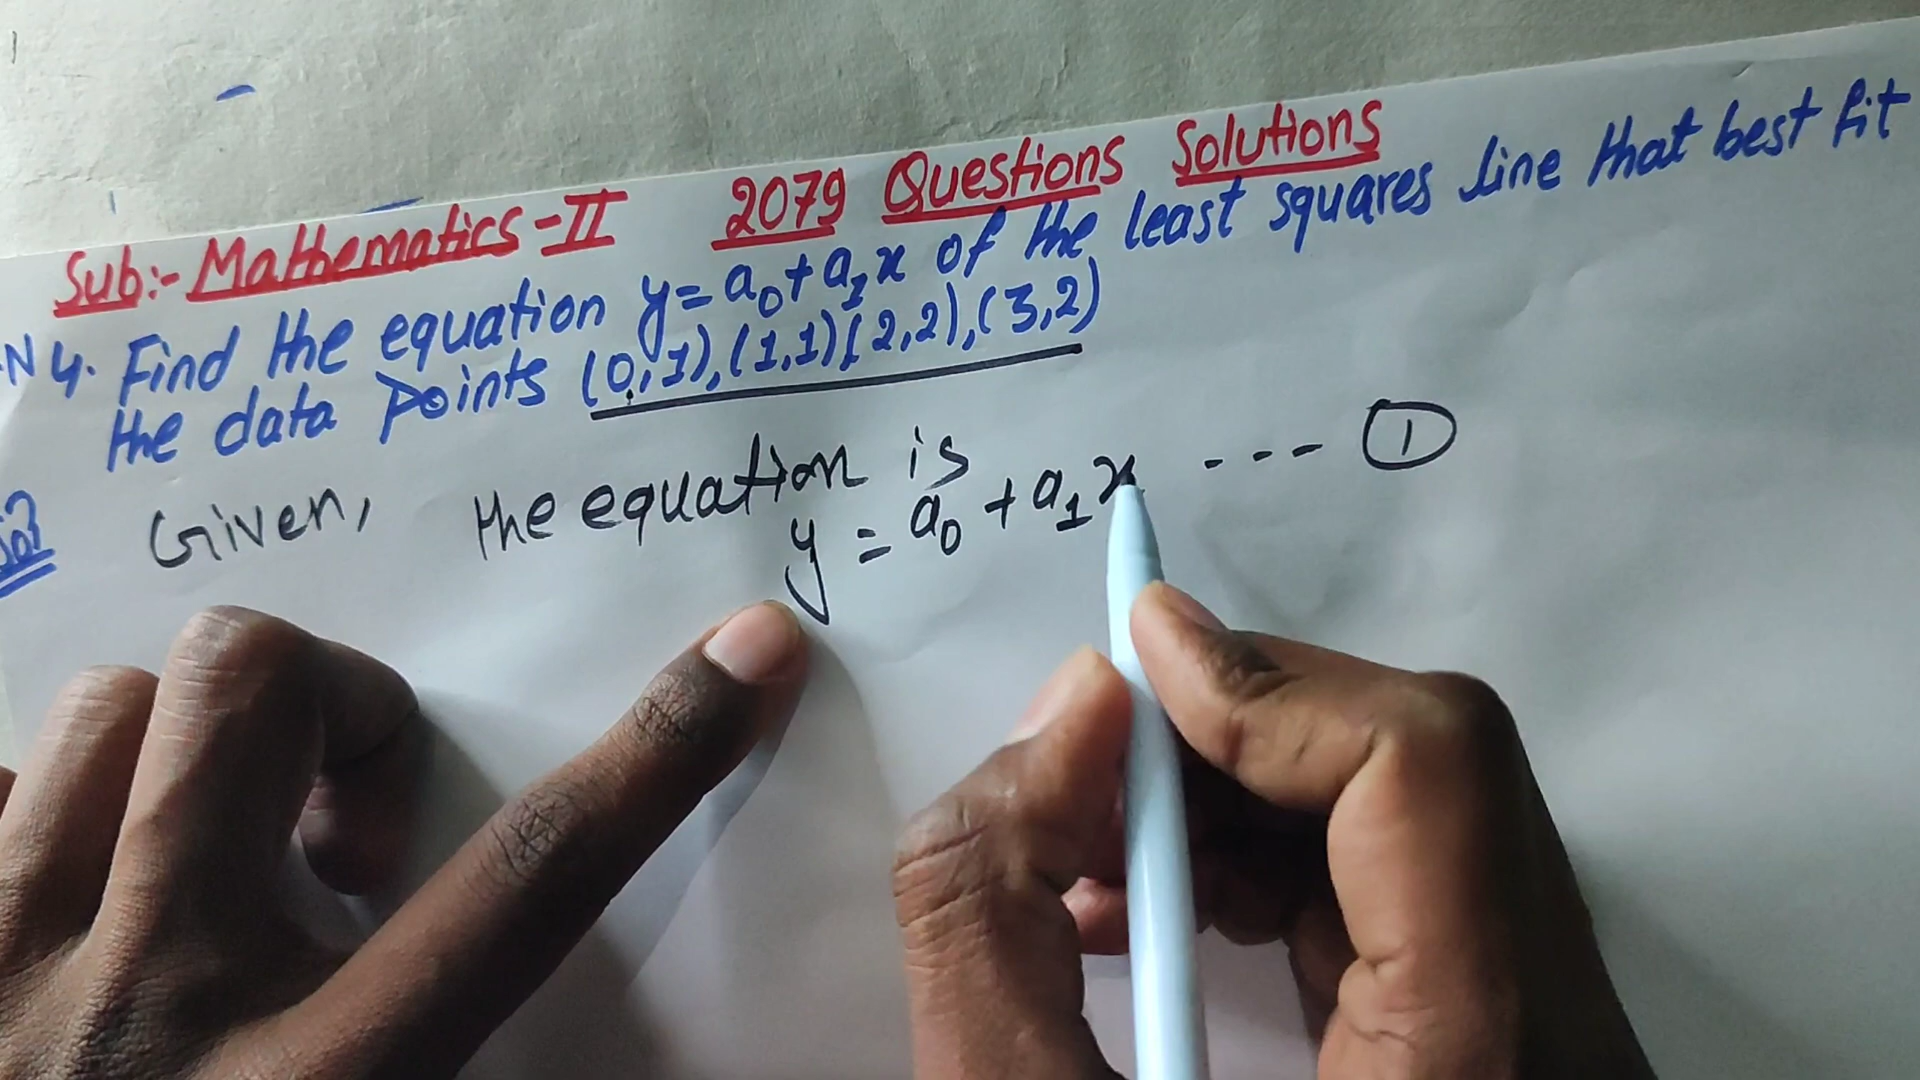 Sub:- Mathematics-II 2079 Questions Solutions
N 4. Find the equation y = a₀ + a₁x of the least squares line that best fit
the data points (0,1), (1,1) (2,2), (3,2)
Given, the equation is
y = a₀ + a₁x ---- ①